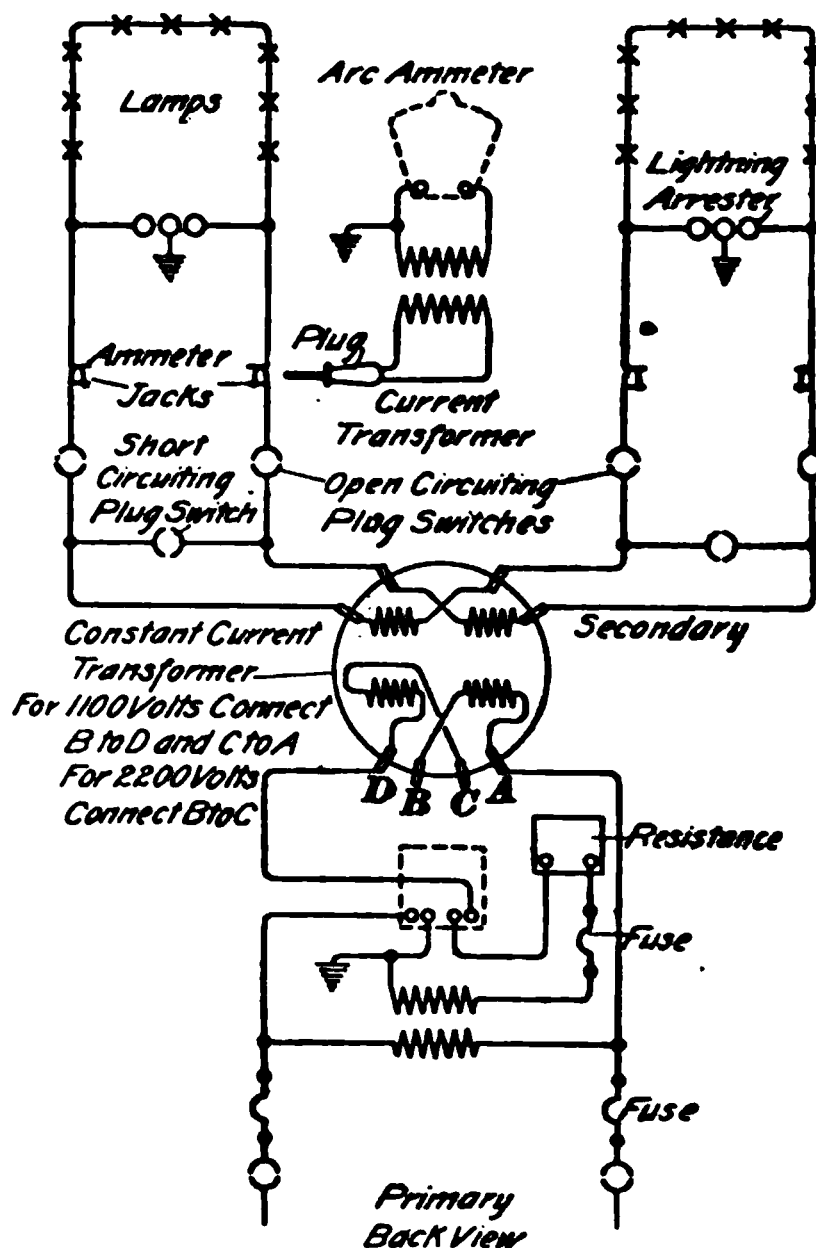 Arc Ammeter
Lamps
Lightning
Arrester
Plug
Ammeter
Jacks
Current
Transformer
Short
Circuiting
Plug Switch
Open Circuiting
Plug Switches
Constant Current
Transformer
For 1100 Volts Connect
B to D and C to A
For 2200 Volts
Connect B to C
Secondary
D B C A
Resistance
Fuse
Fuse
Primary
Back View